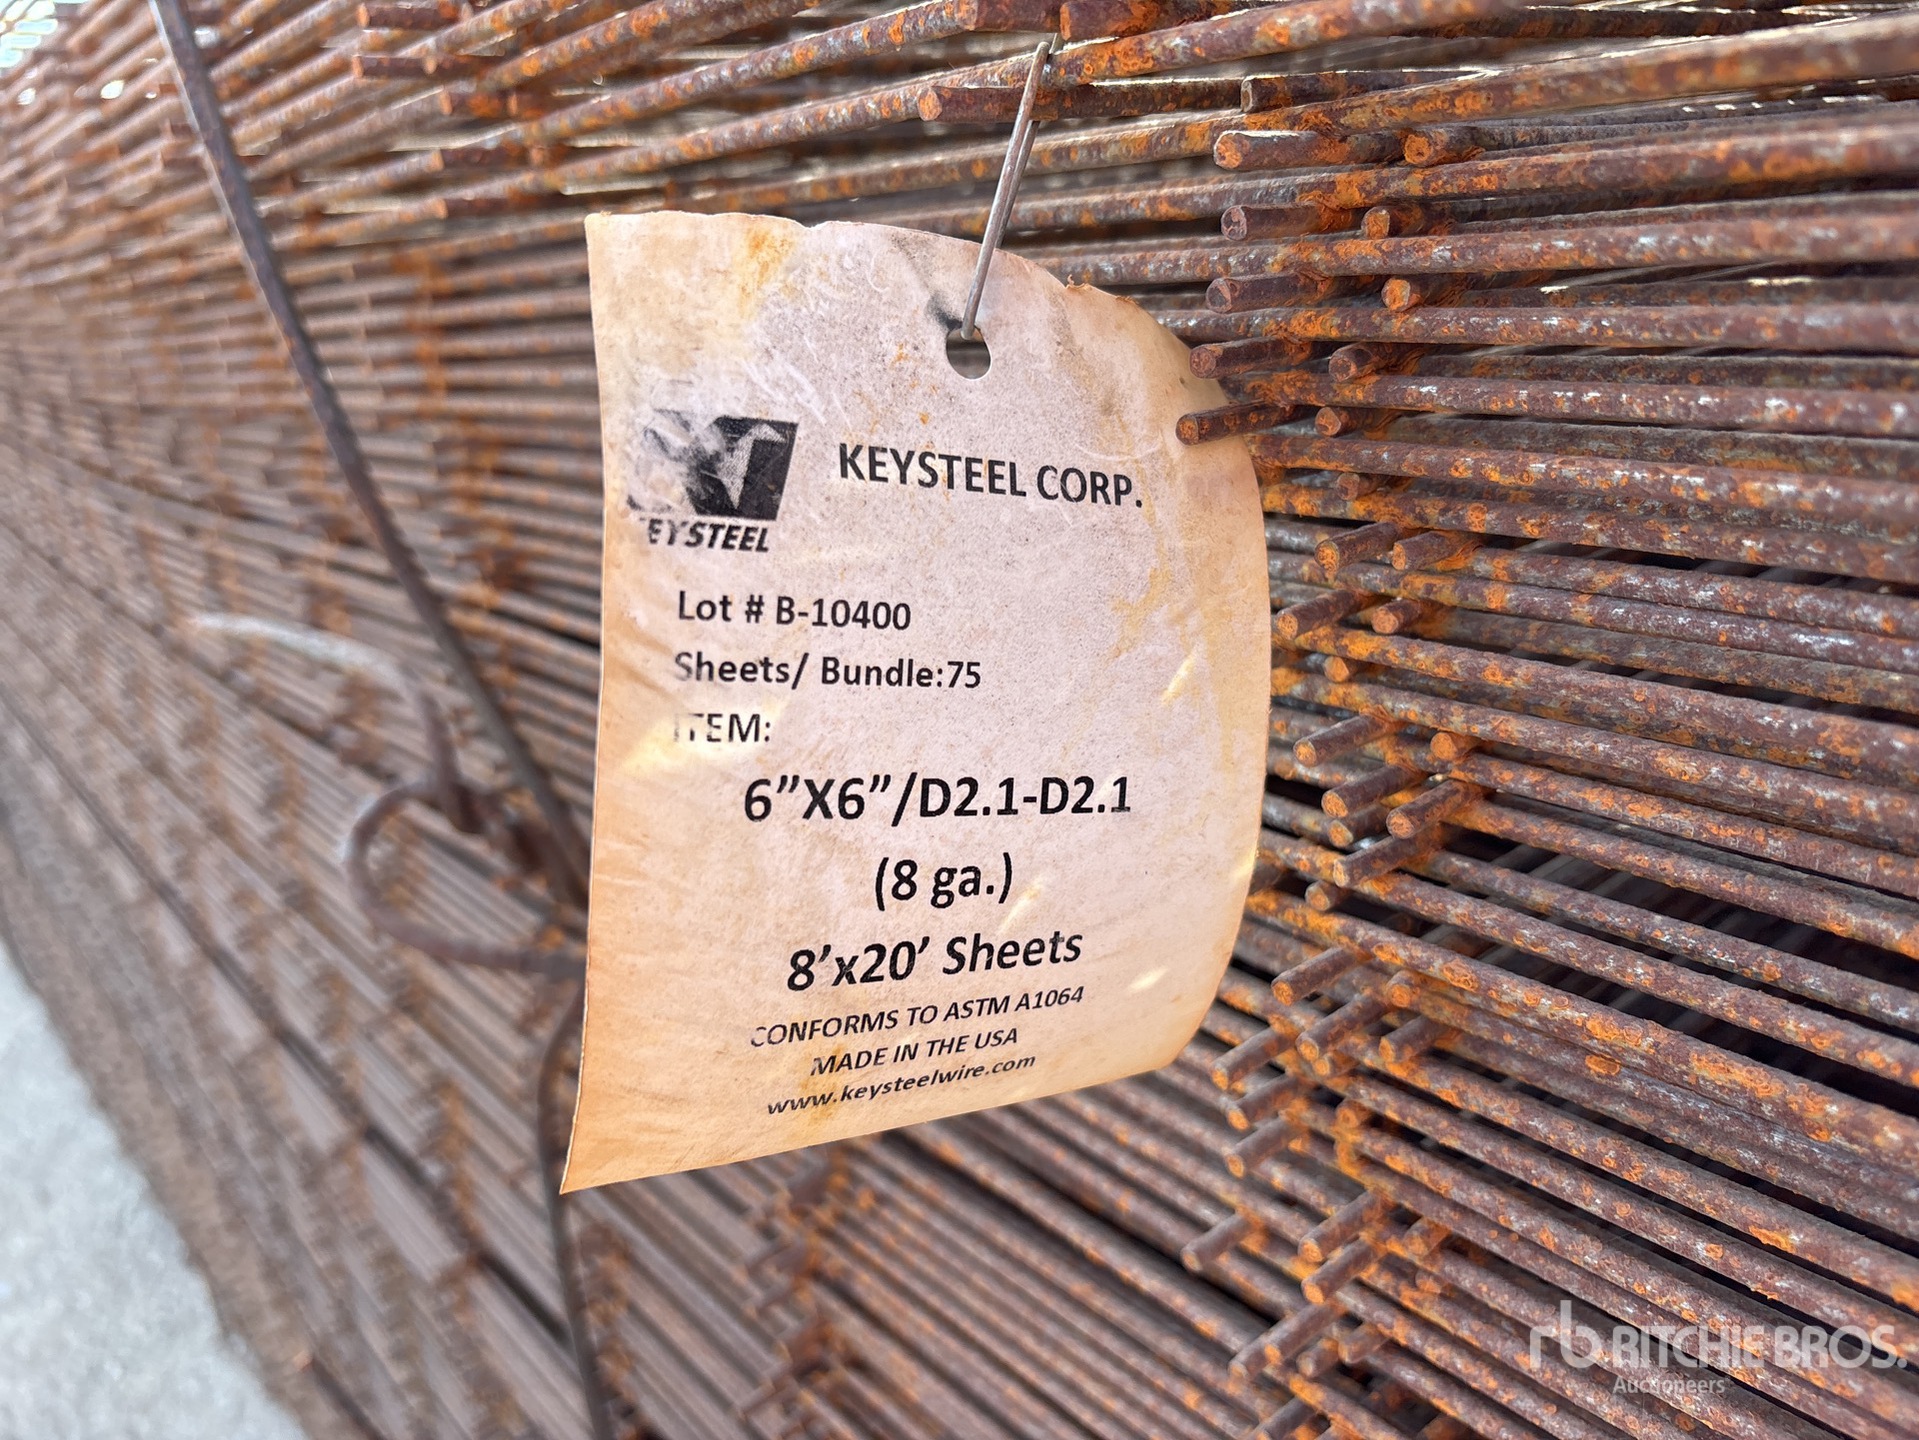 KEYSTEEL CORP.
EYSTEEL
Lot # B-10400
Sheets/ Bundle:75
ITEM:
6”X6”/D2.1-D2.1
(8 ga.)
8’x20’ Sheets
CONFORMS TO ASTM A1064
MADE IN THE USA
www.keysteelwire.com
rb RITCHIE BROS.
Auctioneers